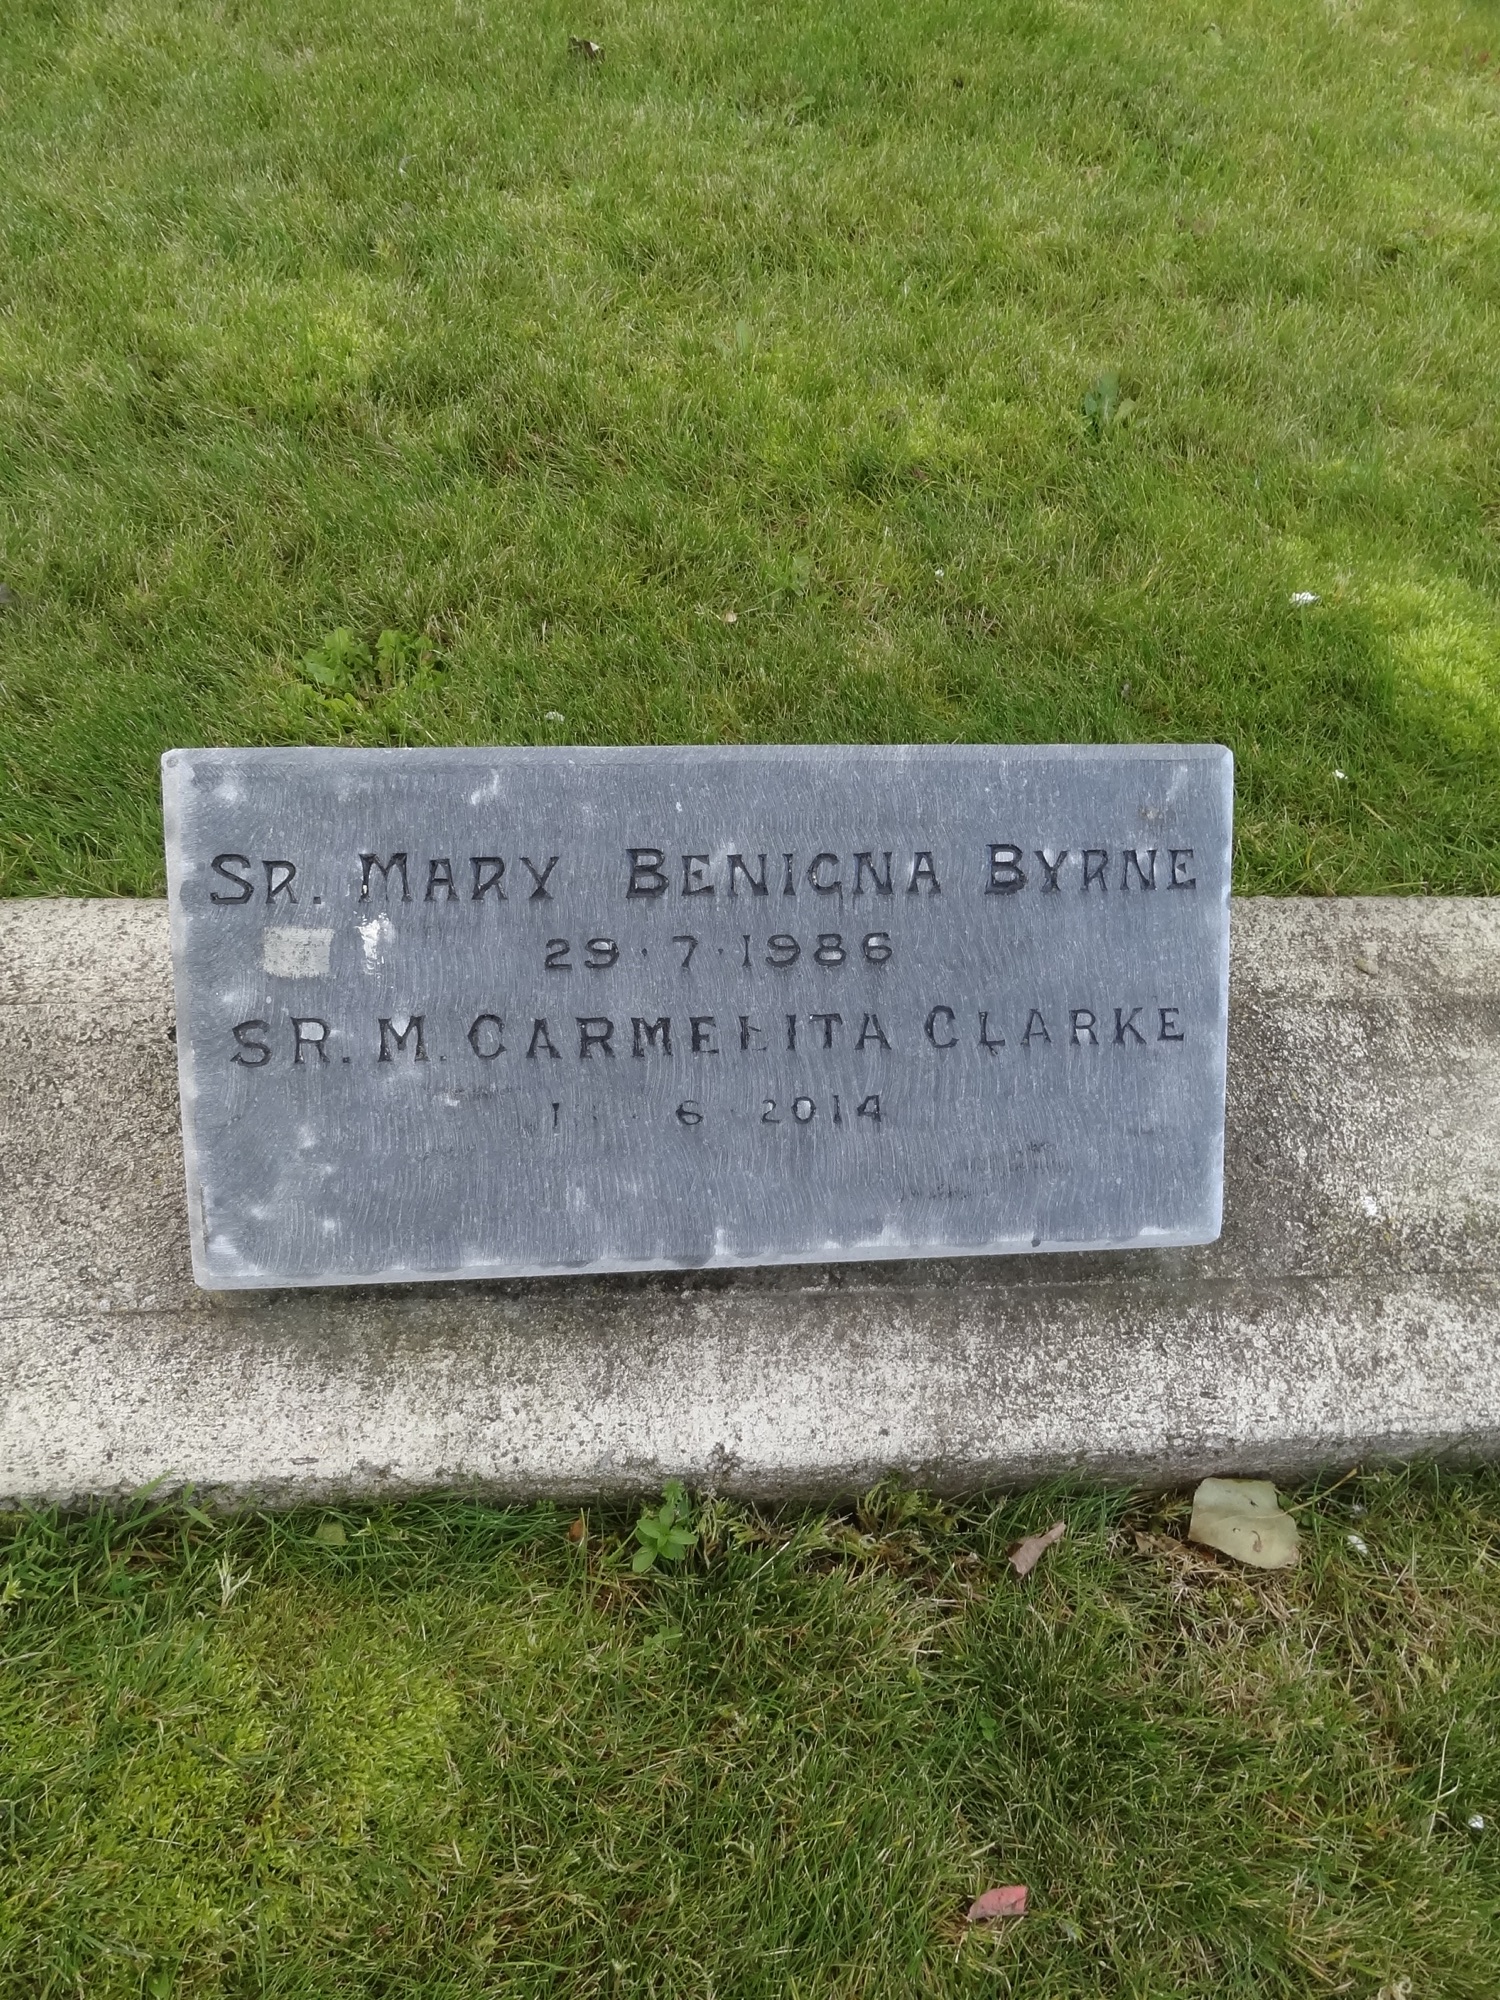 SR. MARY BENIGNA BYRNE
29·7·1986
SR. M. CARMELITA CLARKE
6 · 2014